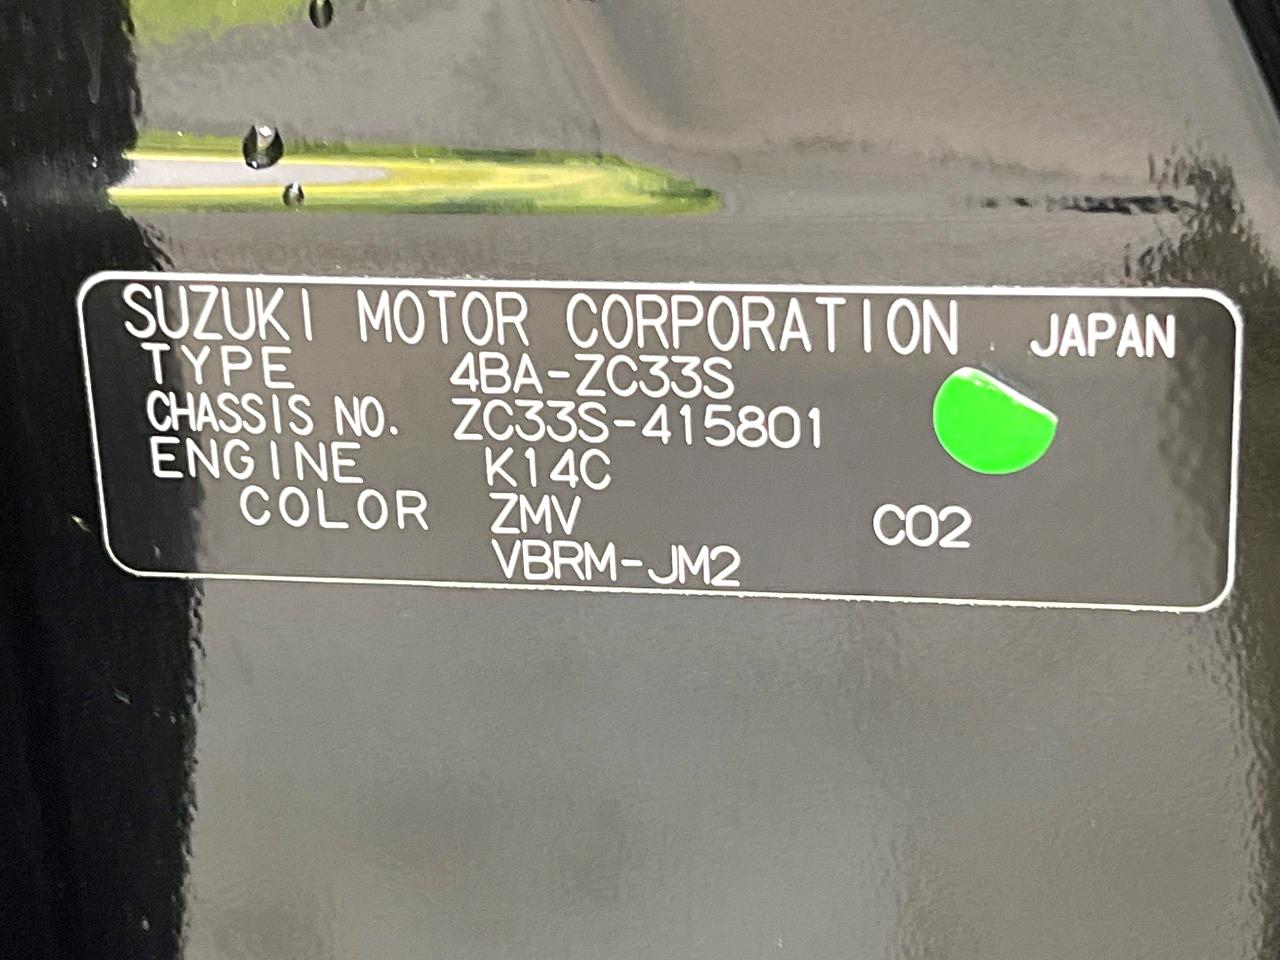 SUZUKI MOTOR CORPORATION JAPAN
TYPE 4BA-ZC33S
CHASSIS NO. ZC33S-415801
ENGINE K14C
COLOR ZMV CO2
VBRM-JM2